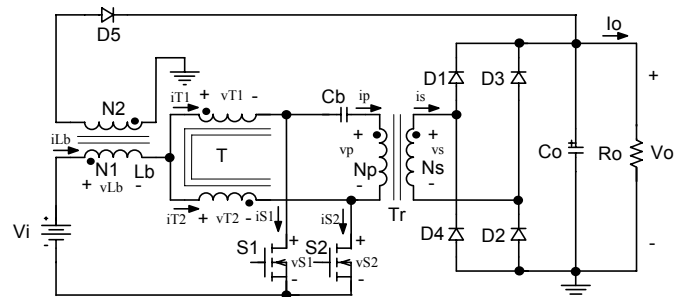 D5
Io
N2
iT1
+ vT1 -
Cb
ip
is
D1
D3
iLb
+
vp
-
+
vs
-
N1
Lb
+ vLb -
T
Np
Ns
Tr
Co
+
Ro
+
Vo
-
iT2
+ vT2 -
iS1
iS2
Vi
+
-
S1
+
vS1
-
S2
+
vS2
-
D4
D2